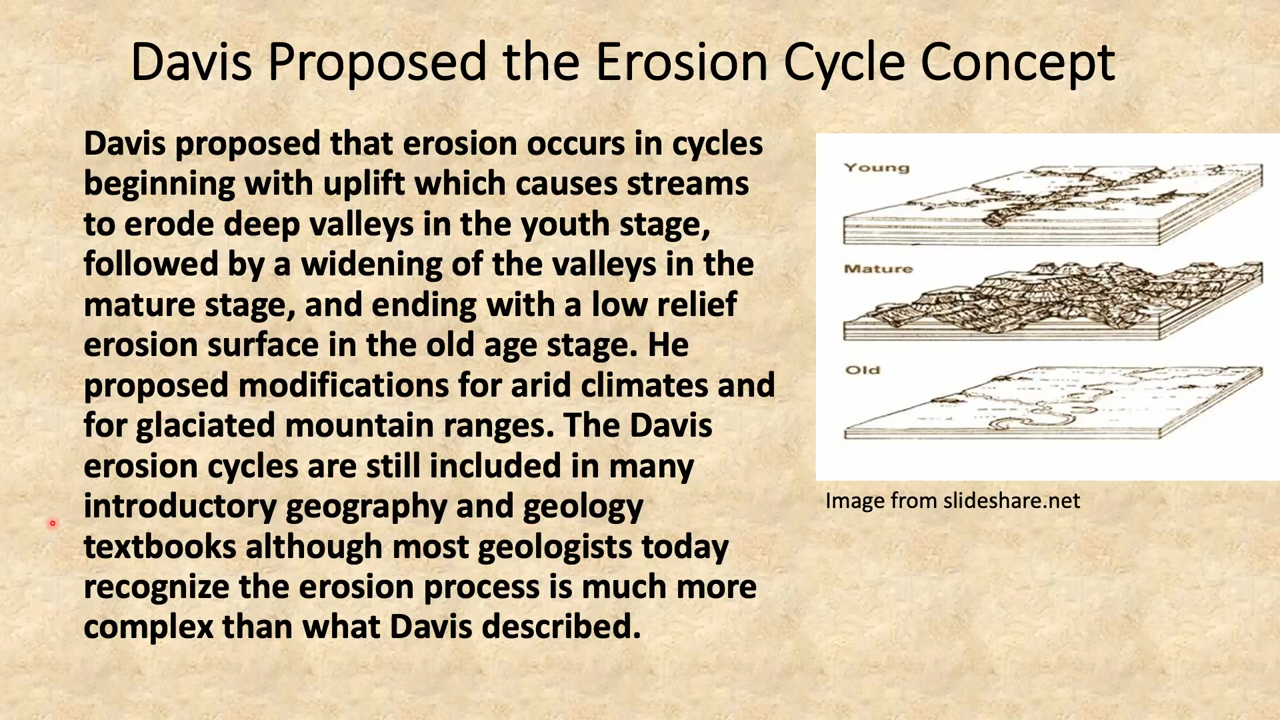 Davis Proposed the Erosion Cycle Concept
Davis proposed that erosion occurs in cycles
beginning with uplift which causes streams
to erode deep valleys in the youth stage,
followed by a widening of the valleys in the
mature stage, and ending with a low relief
erosion surface in the old age stage. He
proposed modifications for arid climates and
for glaciated mountain ranges. The Davis
erosion cycles are still included in many
introductory geography and geology
textbooks although most geologists today
recognize the erosion process is much more
complex than what Davis described.
Young
Mature
Old
Image from slideshare.net